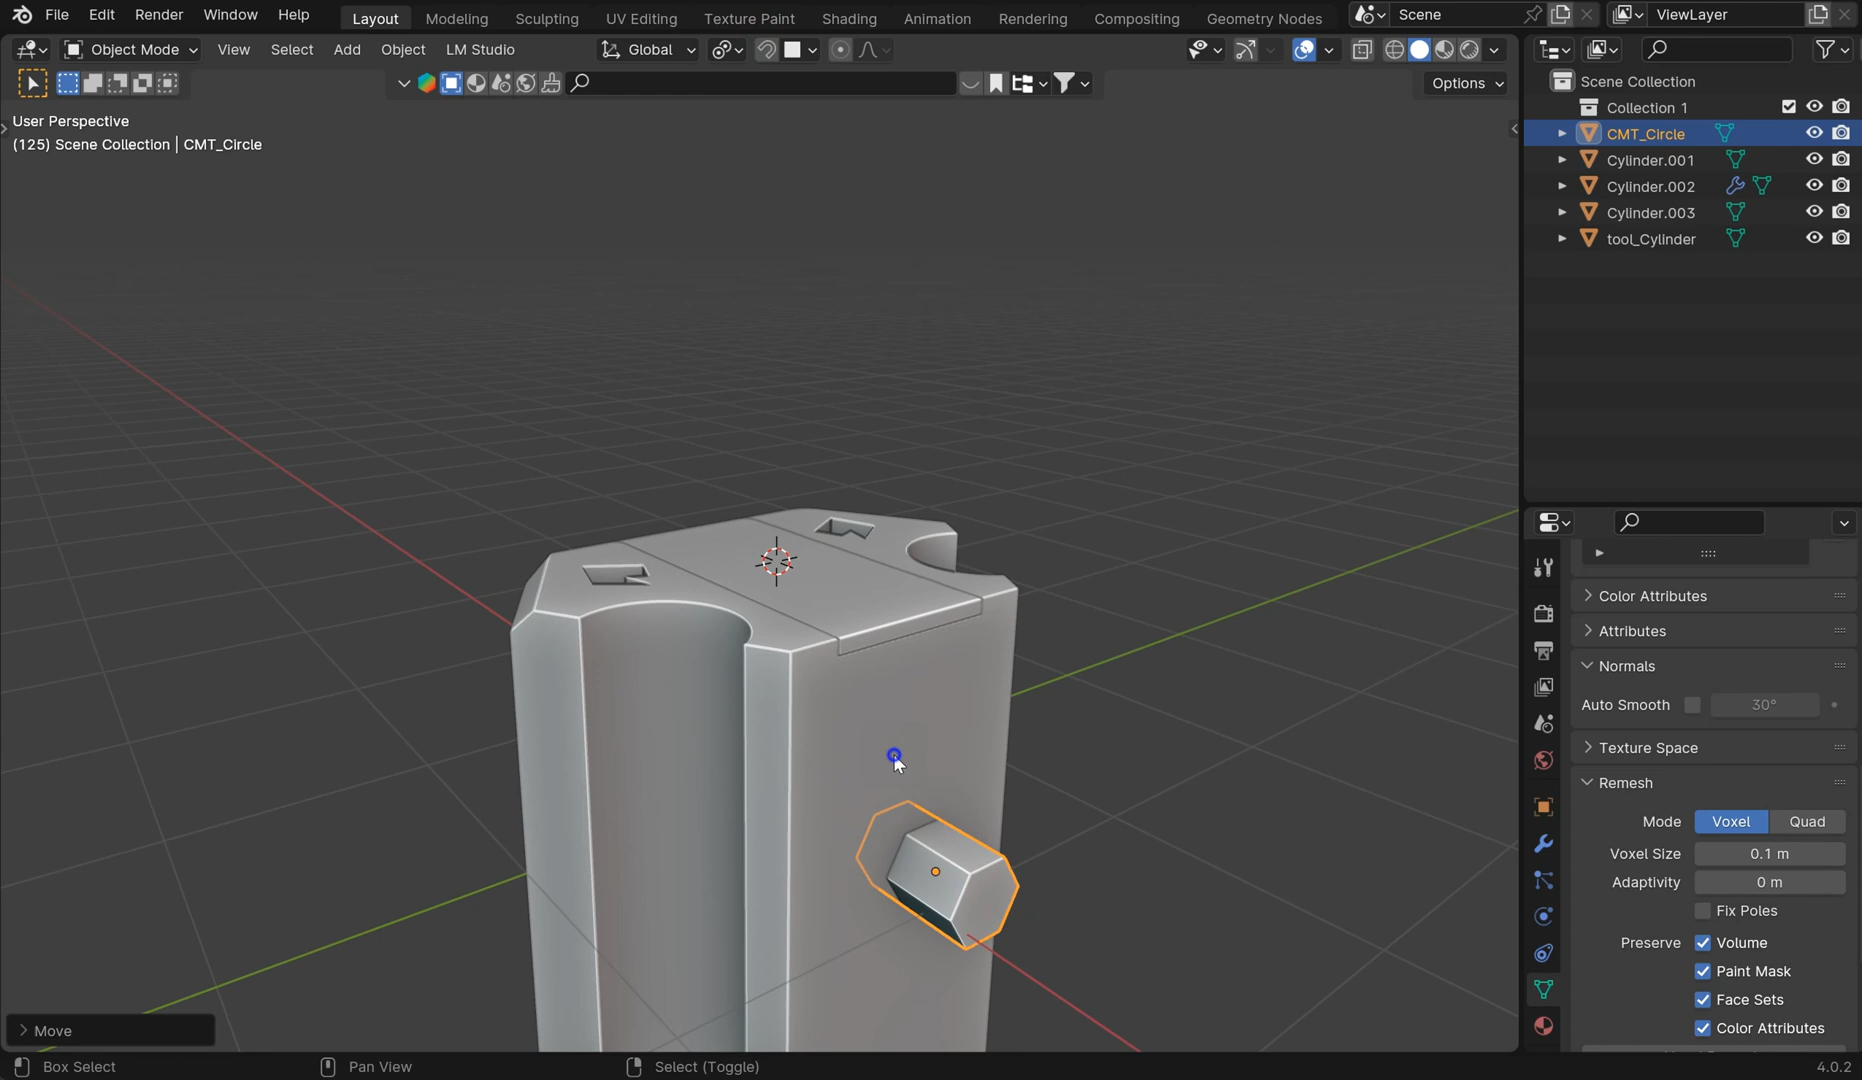 File Edit Render Window Help
Layout Modeling Sculpting UV Editing Texture Paint Shading Animation Rendering Compositing Geometry Nodes
Scene
ViewLayer
Object Mode View Select Add Object LM Studio
Global
Options
User Perspective
(125) Scene Collection | CMT_Circle
Scene Collection
Collection 1
CMT_Circle
Cylinder.001
Cylinder.002
Cylinder.003
tool_Cylinder
Color Attributes
Attributes
Normals
Auto Smooth 30°
Texture Space
Remesh
Mode Voxel Quad
Voxel Size 0.1 m
Adaptivity 0 m
Fix Poles
Preserve Volume
Paint Mask
Face Sets
Color Attributes
Move
Box Select Pan View Select (Toggle) 4.0.2